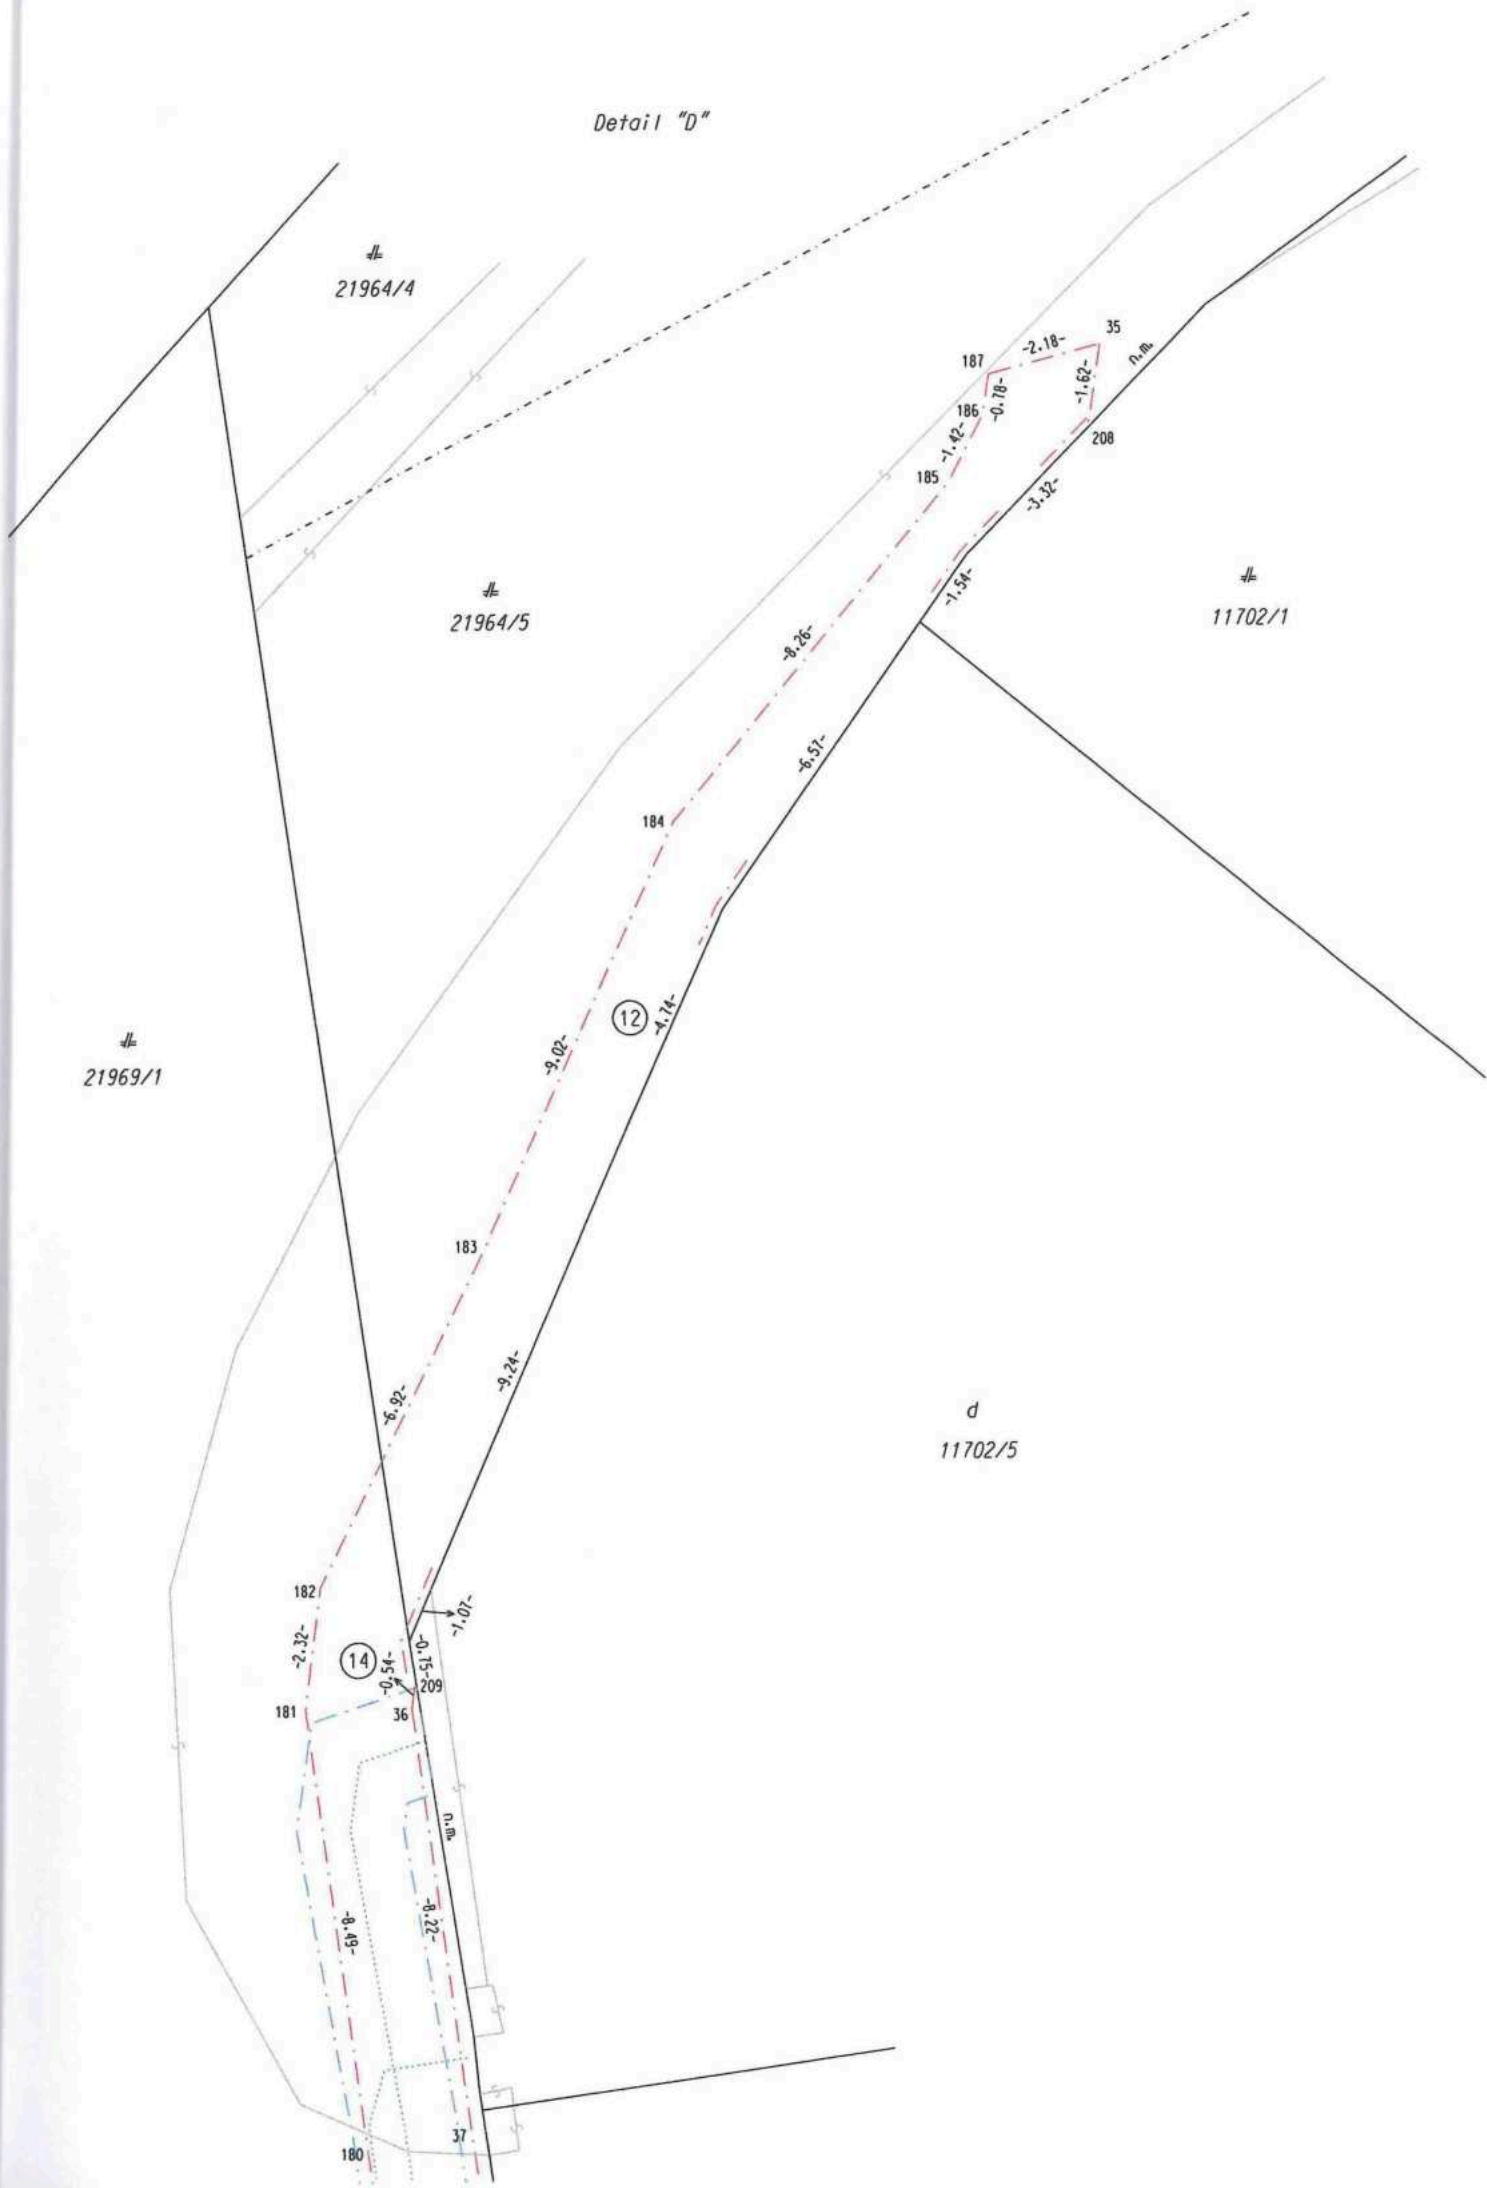 Detail "D"
21964/4
35
-2.18-
n.m.
187
-1.62-
-0.78-
186
-1.42-
208
185
-3.32-
21964/5
-1.54-
11702/1
-8.26-
-6.57-
184
12
-4.74-
-9.02-
21969/1
183
-9.24-
-6.92-
d
11702/5
182
-1.07-
-2.32-
14
-0.54-
-0.75-
209
181
36
n.m.
-8.49-
-8.22-
37
180
S
S
S
S
S
S
S
S
S